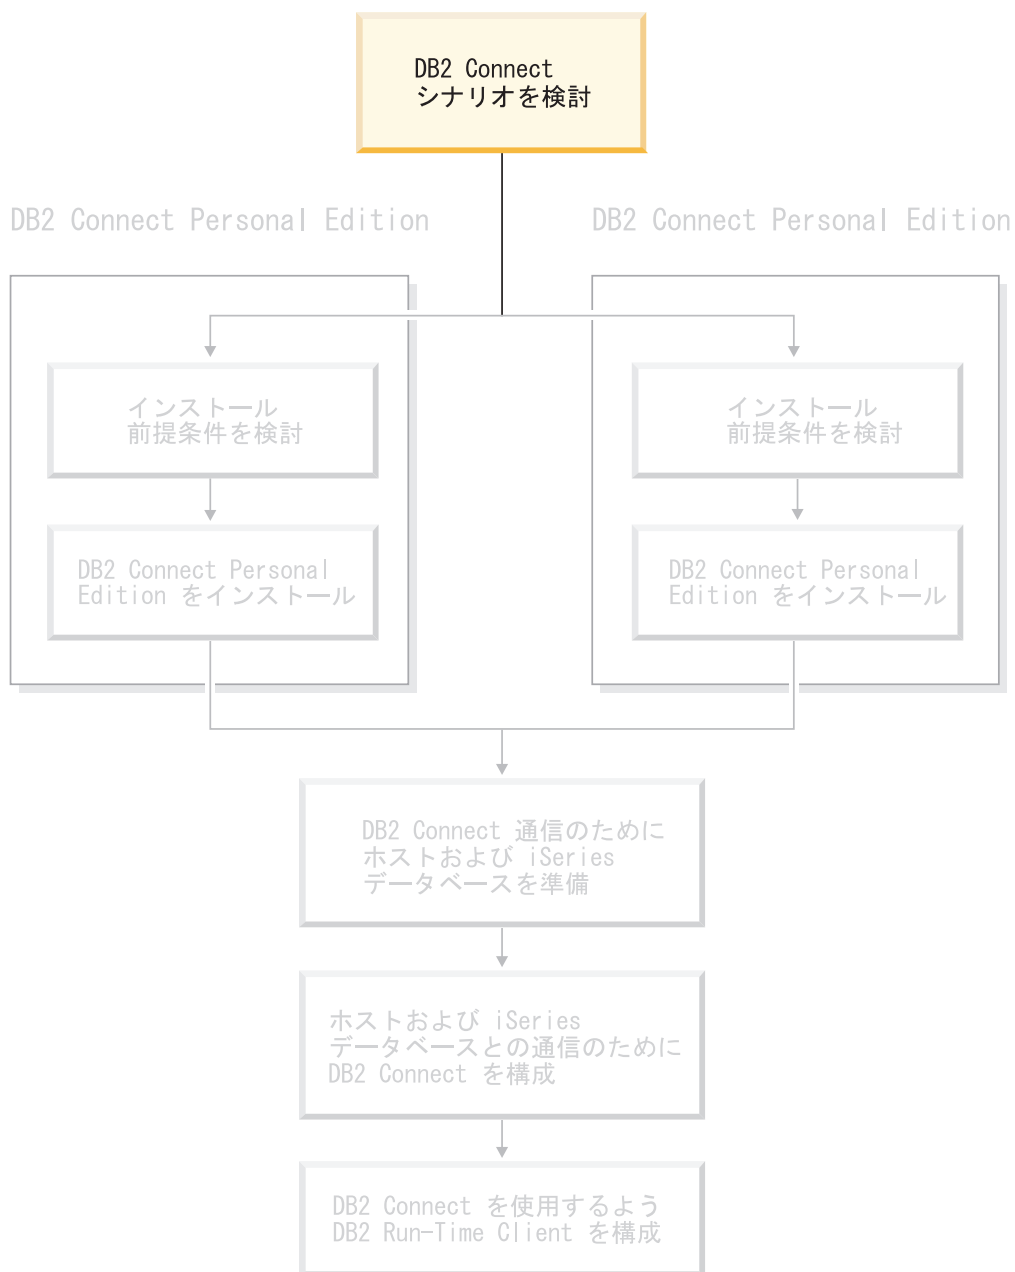 DB2 Connect
シナリオを検討
DB2 Connect Personal Edition
DB2 Connect Personal Edition
インストール
前提条件を検討
インストール
前提条件を検討
DB2 Connect Personal
Edition をインストール
DB2 Connect Personal
Edition をインストール
DB2 Connect 通信のために
ホストおよび iSeries
データベースを準備
ホストおよび iSeries
データベースとの通信のために
DB2 Connect を構成
DB2 Connect を使用するよう
DB2 Run-Time Client を構成